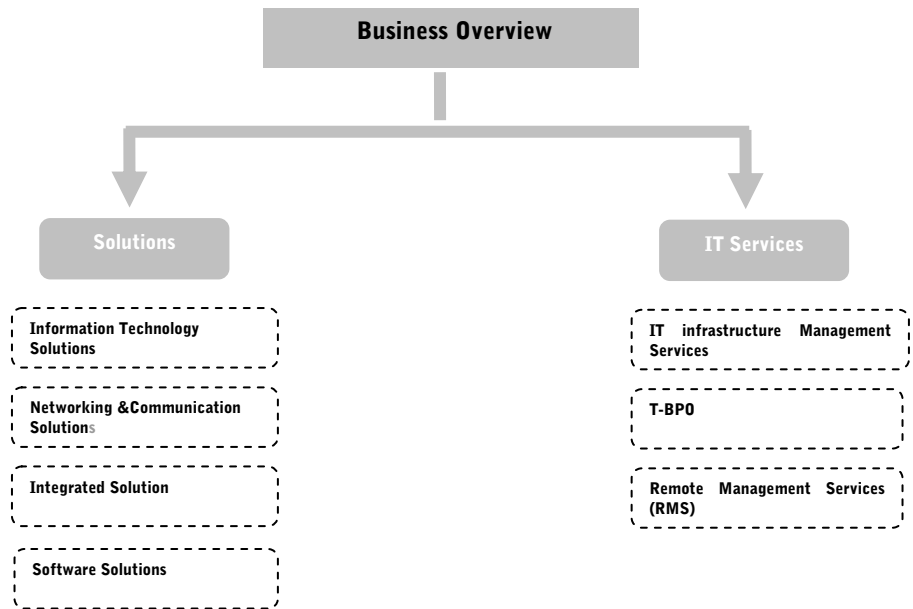 Business Overview
Solutions
Information Technology
Solutions
Networking &Communication
Solutions
Integrated Solution
Software Solutions
IT Services
IT infrastructure Management
Services
T-BPO
Remote Management Services
(RMS)